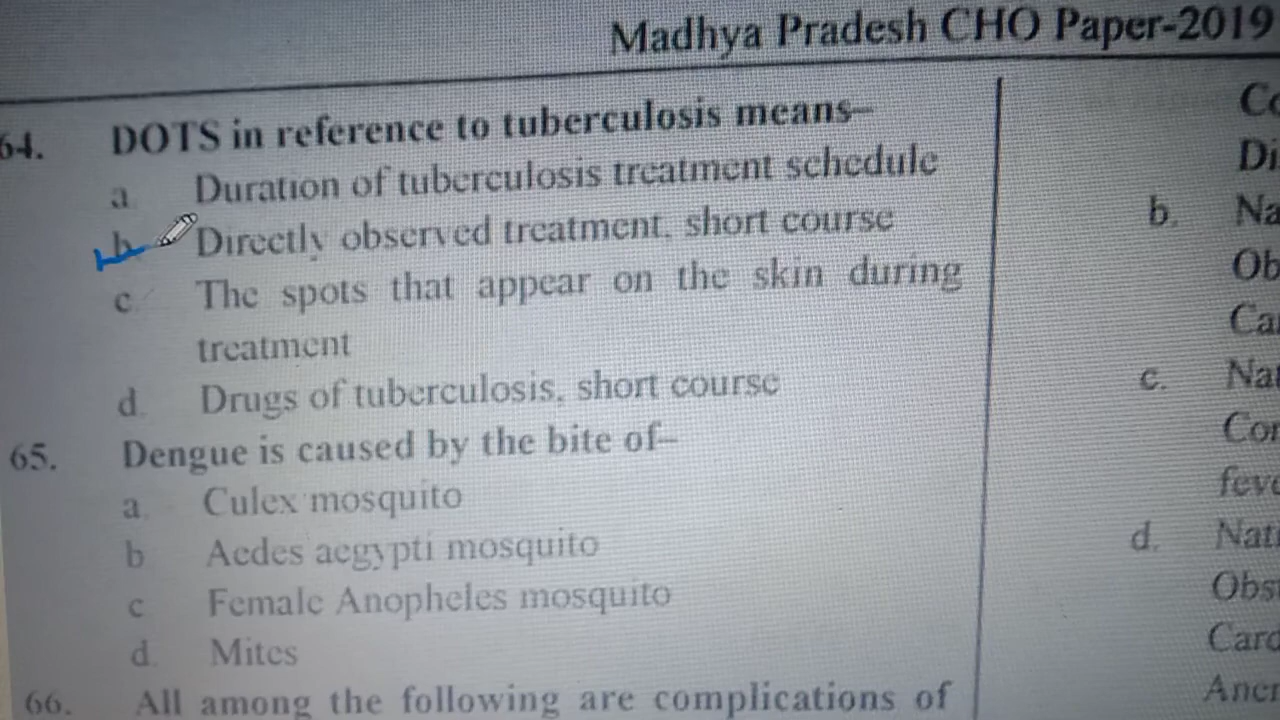 Madhya Pradesh CHO Paper-2019
64. DOTS in reference to tuberculosis means–
a. Duration of tuberculosis treatment schedule
b. Directly observed treatment, short course
c. The spots that appear on the skin during
treatment
d. Drugs of tuberculosis, short course
65. Dengue is caused by the bite of–
a. Culex mosquito
b. Aedes aegypti mosquito
c. Female Anopheles mosquito
d. Mites
66. All among the following are complications of
b.
c.
d.